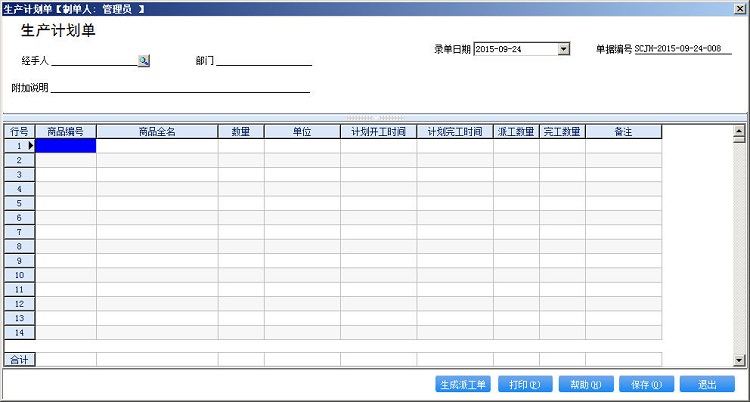 生产计划单【制单人: 管理员 】
生产计划单
录单日期 2015-09-24 单据编号 SCJH-2015-09-24-008
经手人 部门
附加说明
行号 商品编号 商品全名 数量 单位 计划开工时间 计划完工时间 派工数量 完工数量 备注
1
2
3
4
5
6
7
8
9
10
11
12
13
14
合计
生成派工单 打印(P) 帮助(H) 保存(O) 退出